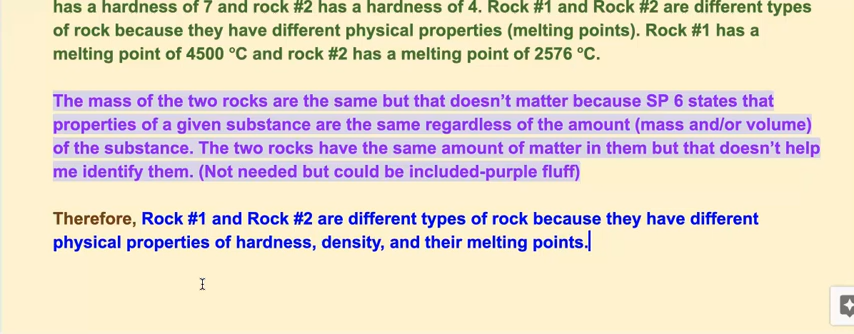 has a hardness of 7 and rock #2 has a hardness of 4. Rock #1 and Rock #2 are different types
of rock because they have different physical properties (melting points). Rock #1 has a
melting point of 4500 ºC and rock #2 has a melting point of 2576 ºC.
The mass of the two rocks are the same but that doesn’t matter because SP 6 states that
properties of a given substance are the same regardless of the amount (mass and/or volume)
of the substance. The two rocks have the same amount of matter in them but that doesn’t help
me identify them. (Not needed but could be included-purple fluff)
Therefore, Rock #1 and Rock #2 are different types of rock because they have different
physical properties of hardness, density, and their melting points.